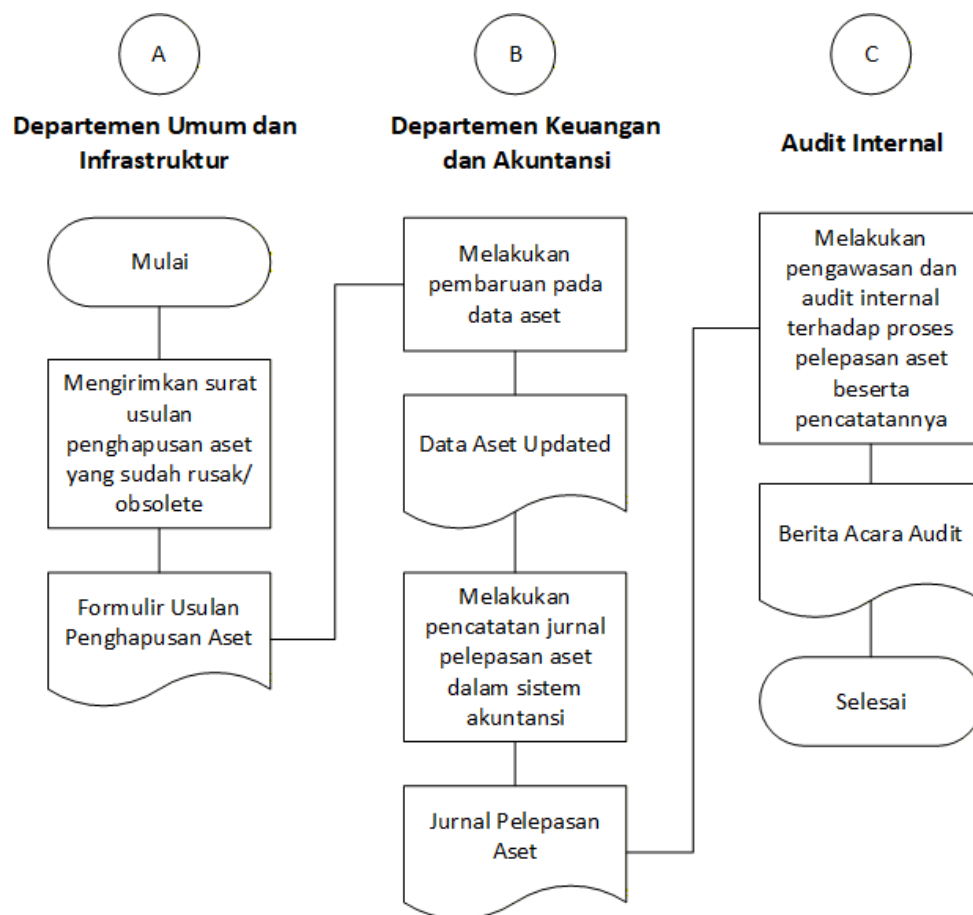 A
Departemen Umum dan
Infrastruktur
Mulai
Mengirimkan surat
usulan
penghapusan aset
yang sudah rusak/
obsolete
Formulir Usulan
Penghapusan Aset
B
Departemen Keuangan
dan Akuntansi
Melakukan
pembaruan pada
data aset
Data Aset Updated
Melakukan
pencatatan jurnal
pelepasan aset
dalam sistem
akuntansi
Jurnal Pelepasan
Aset
C
Audit Internal
Melakukan
pengawasan dan
audit internal
terhadap proses
pelepasan aset
beserta
pencatatannya
Berita Acara Audit
Selesai